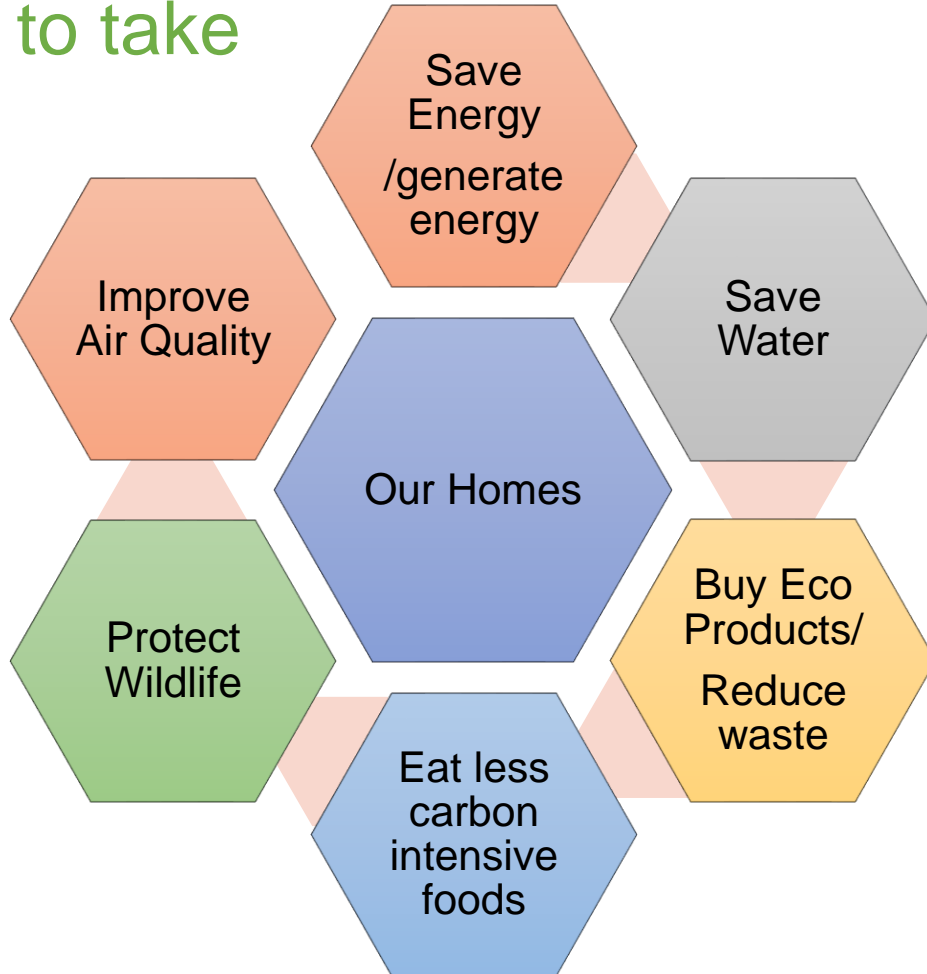 to take
Save
Energy
/generate
energy
Save
Water
Buy Eco
Products/
Reduce
waste
Eat less
carbon
intensive
foods
Protect
Wildlife
Improve
Air Quality
Our Homes